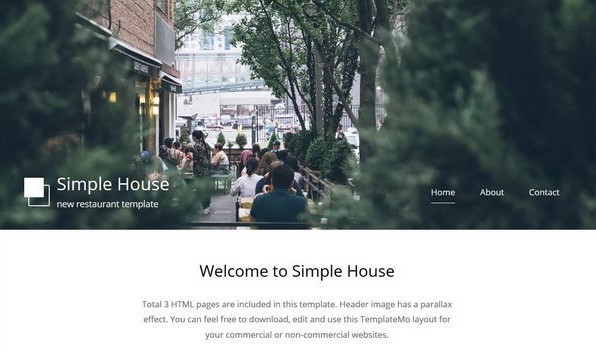 Simple House
new restaurant template
Home
About
Contact
Welcome to Simple House
Total 3 HTML pages are included in this template. Header image has a parallax
effect. You can feel free to download, edit and use this TemplateMo layout for
your commercial or non-commercial websites.